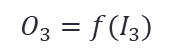 O₃ = f(I₃)